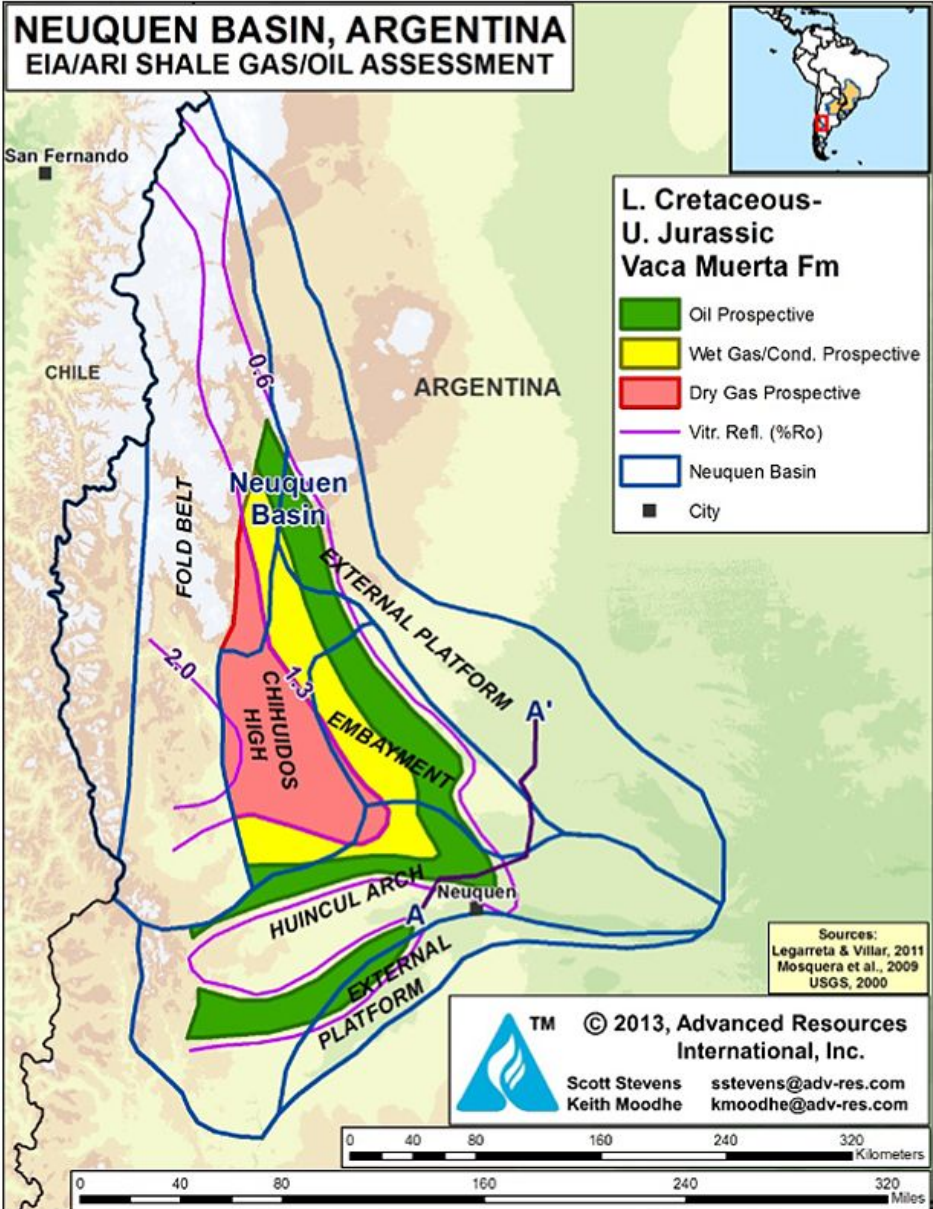 NEUQUEN BASIN, ARGENTINA
EIA/ARI SHALE GAS/OIL ASSESSMENT
San Fernando
L. Cretaceous-
U. Jurassic
Vaca Muerta Fm
Oil Prospective
Wet Gas/Cond. Prospective
Dry Gas Prospective
Vitr. Refl. (%Ro)
Neuquen Basin
City
CHILE
0.6
ARGENTINA
Neuquen
Basin
FOLD BELT
EXTERNAL PLATFORM
2.0
1.3
CHIHUIDOS
HIGH
EMBAYMENT
A'
HUINCUL ARCH
Neuquen
A
EXTERNAL
PLATFORM
Sources:
Legarreta & Villar, 2011
Mosquera et al., 2009
USGS, 2000
TM
© 2013, Advanced Resources
International, Inc.
Scott Stevens sstevens@adv-res.com
Keith Moodhe kmoodhe@adv-res.com
0 40 80 160 240 320
Kilometers
0 40 80 160 240 320
Miles